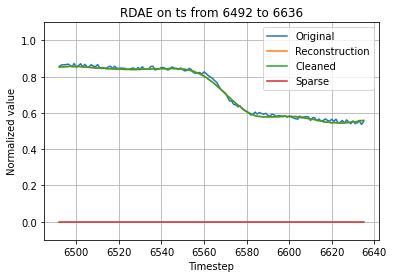 RDAE on ts from 6492 to 6636
Original
Reconstruction
Cleaned
Sparse
Normalized value
1.0
0.8
0.6
0.4
0.2
0.0
6500 6520 6540 6560 6580 6600 6620 6640
Timestep